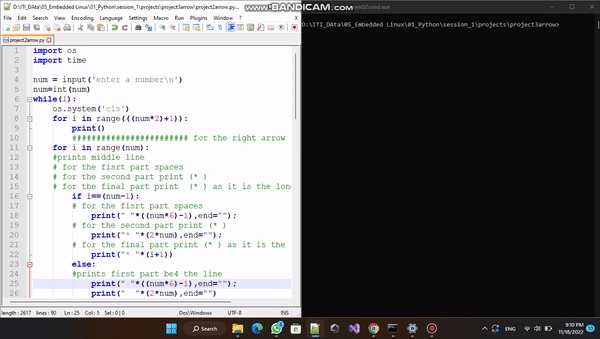 D:\ITI_DAta\05_Embedded Linux\01_Python\session_1\projects\project3arrow\project2arrow.py
WWW.BANDICAM.COM
em32\cmd.exe
File Edit Search View Encoding Language Settings Tools Macro Run Plugins Window ?
project2arrow.py
D:\ITI_DAta\05_Embedded Linux\01_Python\session_1\projects\project3arrow>
1 import os
2 import time
3
4 num = input('enter a number\n')
5 num=int(num)
6 while(1):
7 os.system('cls')
8 for i in range(((num*2)+1)):
9 print()
10 ######################## for the right arrow
11 for i in range(num):
12 #prints middle line
13 # for the fisrt part spaces
14 # for the second part print (* )
15 # for the final part print (* ) as it is the lon
16 if i==(num-1):
17 # for the fisrt part spaces
18 print(" "*((num*6)-1),end="");
19 # for the second part print (* )
20 print("* "*(2*num),end="");
21 # for the final part print (* ) as it is the
22 print("* "*(i+1))
23 else:
24 #prints first part be4 the line
25 print(" "*((num*6)-1),end="");
26 print("  "*(2*num),end="")
length : 2617 lines : 90 Ln : 25 Col : 5 Sel : 0 | 0 Dos\Windows UTF-8 INS
Search
ENG
9:10 PM
11/18/2022